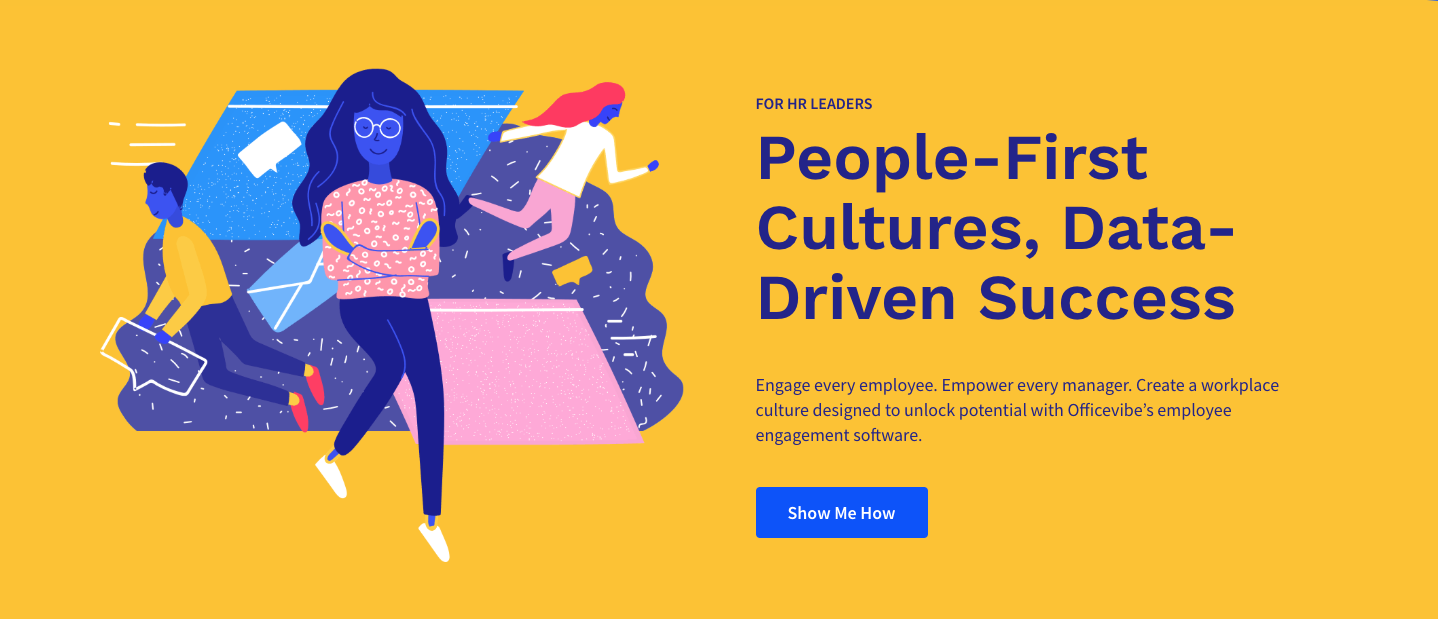 FOR HR LEADERS
People-First
Cultures, Data-
Driven Success
Engage every employee. Empower every manager. Create a workplace
culture designed to unlock potential with Officevibe’s employee
engagement software.
Show Me How